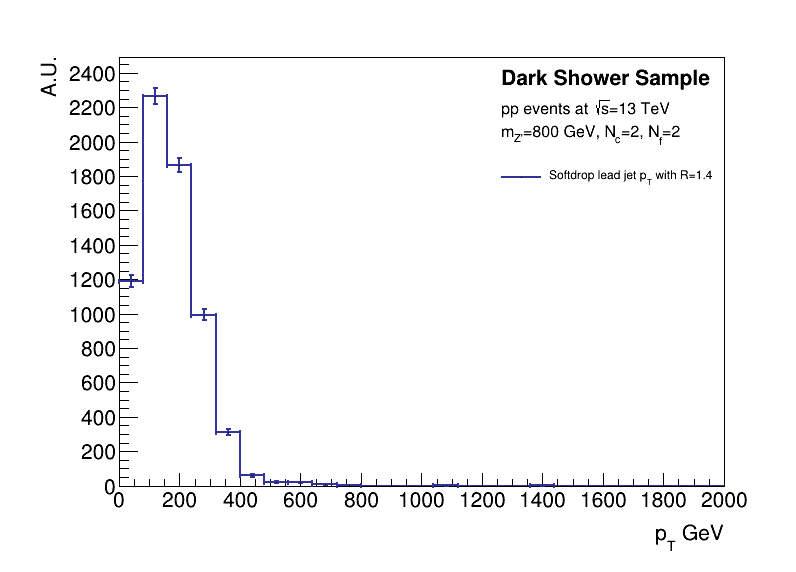 A.U.
2400
2200
2000
1800
1600
1400
1200
1000
800
600
400
200
0
Dark Shower Sample
pp events at √s=13 TeV
mZ'=800 GeV, Nc=2, Nf=2
Softdrop lead jet pT with R=1.4
0 200 400 600 800 1000 1200 1400 1600 1800 2000
pT GeV